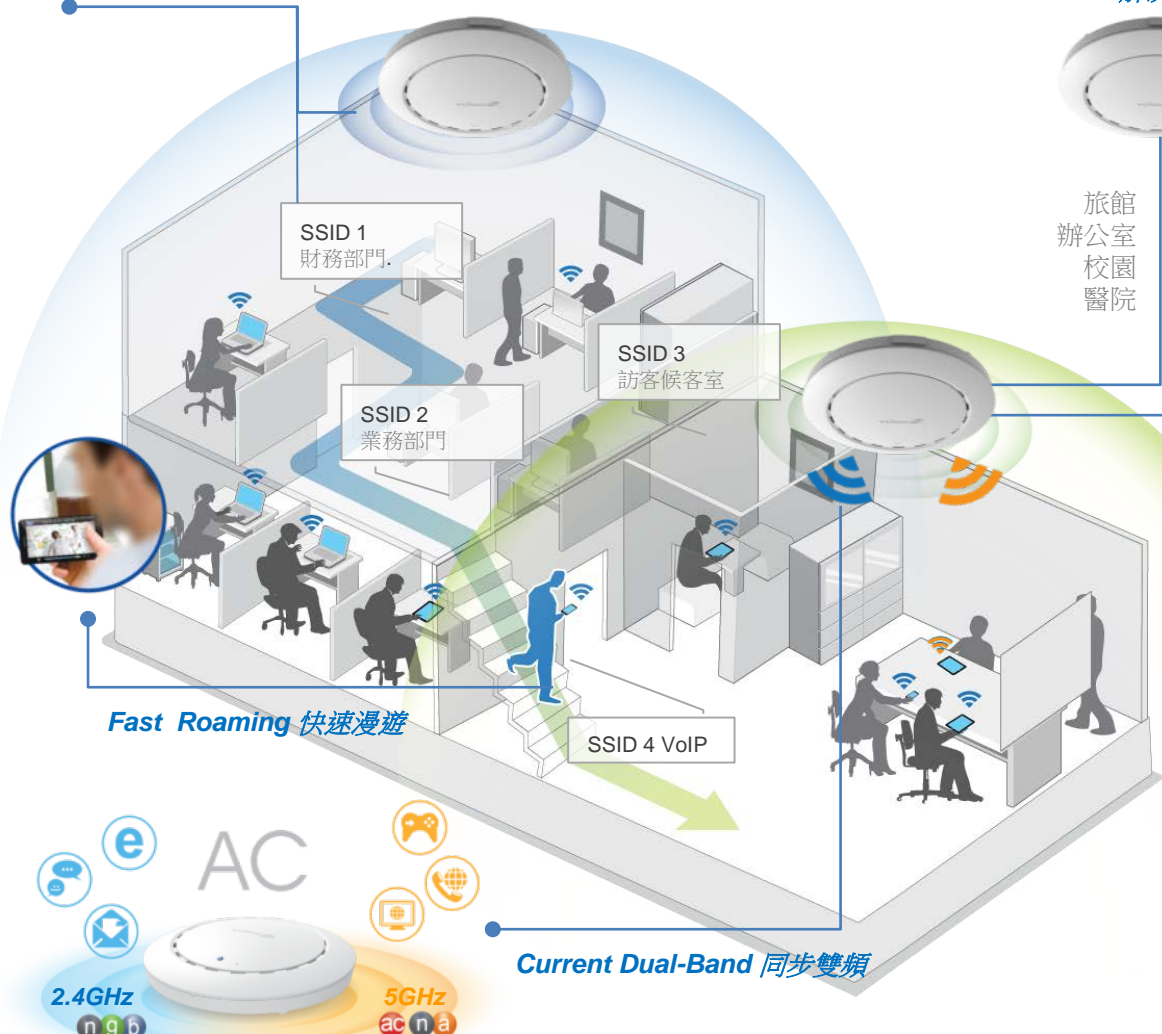 旅館
辦公室
校園
醫院
SSID 1
財務部門.
SSID 3
訪客候客室
SSID 2
業務部門
Fast Roaming 快速漫遊
SSID 4 VoIP
e
AC
Current Dual-Band 同步雙頻
2.4GHz
5GHz
n g b
ac n a